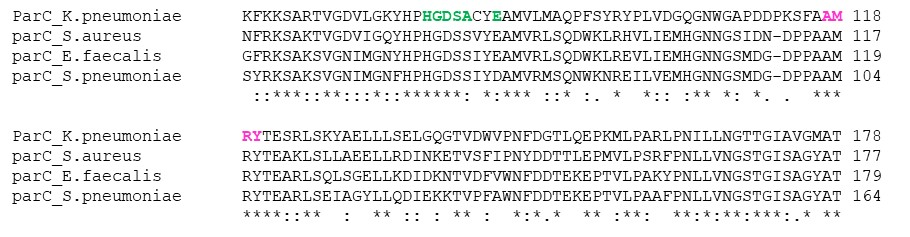 ParC_K.pneumoniae KFKKSARTVGDVLGKYHPHGDSACYEAMVLMAQPFSYRYPLVDGQGNWGAPDDPKSFAAM 118
parC_S.aureus NFRKSAKTVGDVIGQYHPHGDSSVYEAMVRLSQDWKLRHVLIEMHGNNGSIDN-DPPAAM 117
parC_E.faecalis GFRKSAKSVGNIMGNYHPHGDSSIYEAMVRLSQDWKLREVLIEMHGNNGSMDG-DPPAAM 119
parC_S.pneumoniae SYRKSAKSVGNIMGNFHPHGDSSIYDAMVRMSQNWKNREILVEMHGNNGSMDG-DPPAAM 104
::***::**:::*::******: *:*** ::* :. * *:: :** *: *. . ***
ParC_K.pneumoniae RYTESRLSKYAELLLSELGQGTVDWVPNFDGTLQEPKMLPARLPNILLNGTTGIAVGMAT 178
parC_S.aureus RYTEAKLSLLAEELLRDINKETVSFIPNYDDTTLEPMVLPSRFPNLLVNGSTGISAGYAT 177
parC_E.faecalis RYTEARLSQLSGELLKDIDKNTVDFVWNFDDTEKEPTVLPAKYPNLLVNGSTGISAGYAT 179
parC_S.pneumoniae RYTEARLSEIAGYLLQDIEKKTVPFAWNFDDTEKEPTVLPAAFPNLLVNGSTGISAGYAT 164
****::** : ** :: : ** : *:*.* ** :**: **:*:**:***:.* **